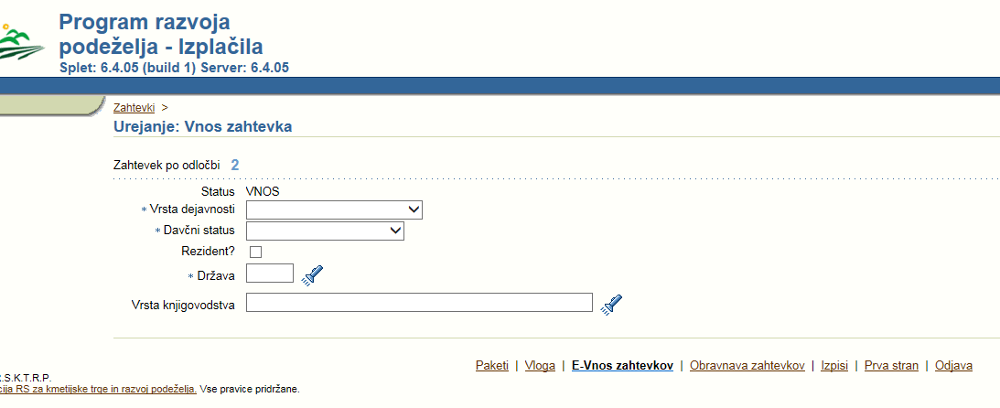 Program razvoja
podeželja - Izplačila
Splet: 6.4.05 (build 1) Server: 6.4.05
Zahtevki >
Urejanje: Vnos zahtevka
Zahtevek po odločbi 2
Status VNOS
* Vrsta dejavnosti
* Davčni status
Rezident?
* Država
Vrsta knjigovodstva
Paketi | Vloga | E-Vnos zahtevkov | Obravnava zahtevkov | Izpisi | Prva stran | Odjava
.S.K.T.R.P.
cija RS za kmetijske trge in razvoj podeželja. Vse pravice pridržane.